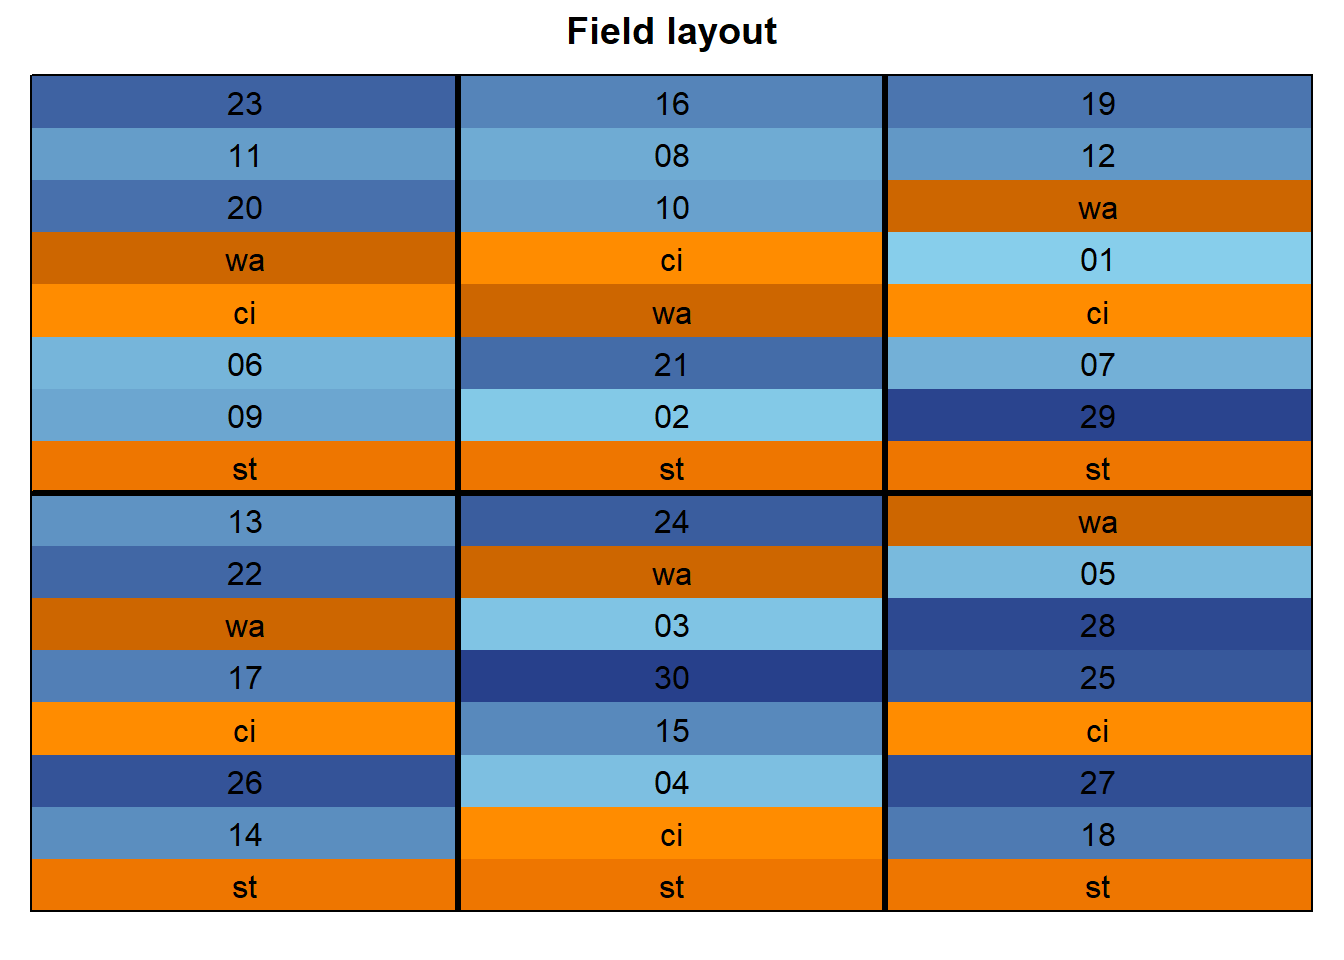 Field layout
23 16 19
11 08 12
20 10 wa
wa ci 01
ci wa ci
06 21 07
09 02 29
st st st
13 24 wa
22 wa 05
wa 03 28
17 30 25
ci 15 ci
26 04 27
14 ci 18
st st st